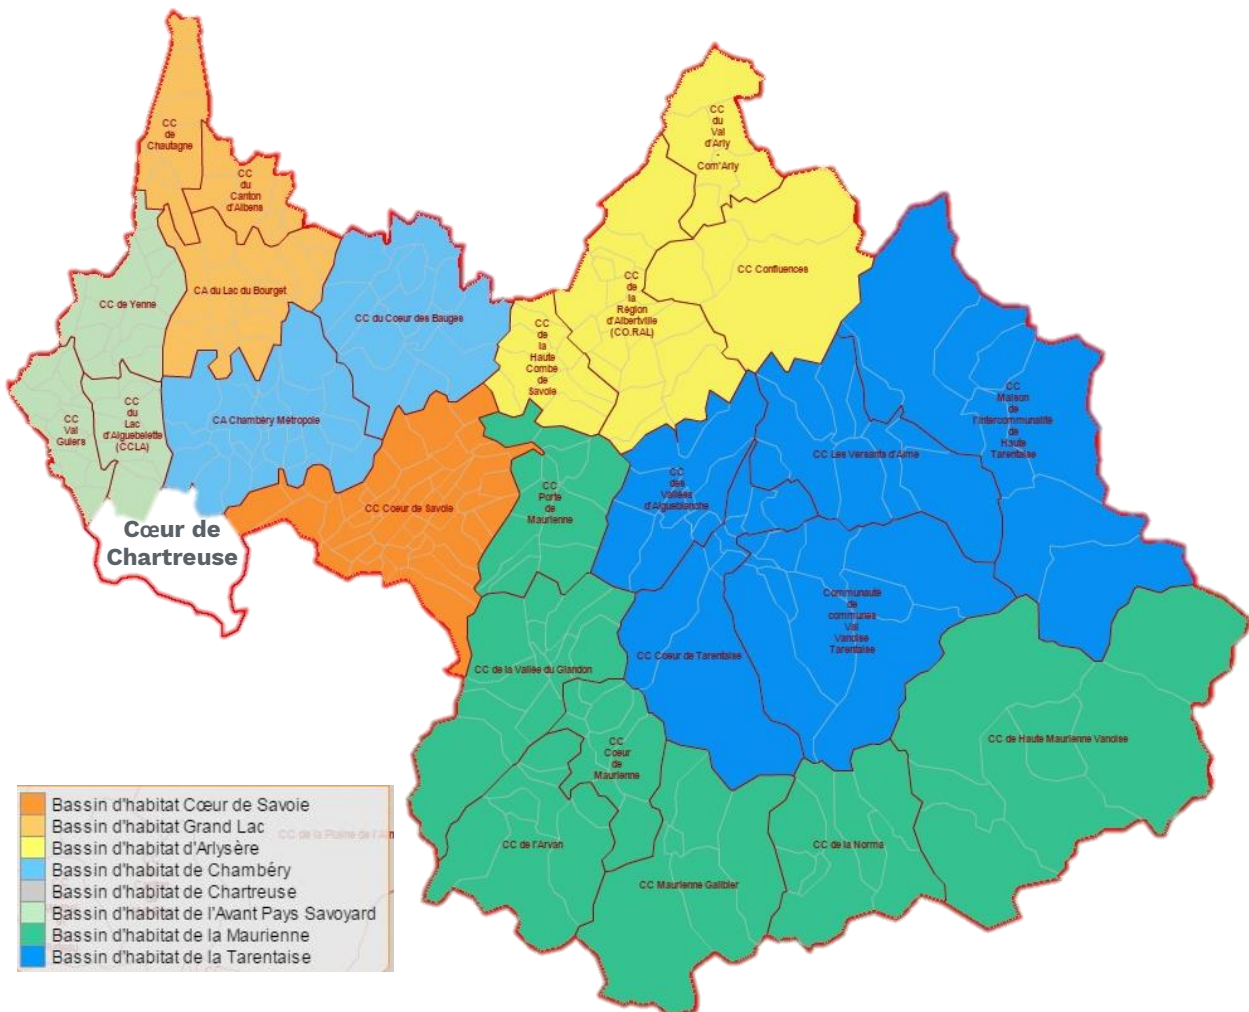 CC
de
Chautagne
CC
du
Canton
d'Albens
CC
du
Val
d'Arly
-
Com'Arly
CC de Yenne
CA du Lac du Bourget
CC du Coeur des Bauges
CC Confluences
CC
de
la
Région
d'Albertville
(CO.RAL)
CC
de
la
Haute
Combe
de
Savoie
CC
Val
Guiers
CC
du
Lac
d'Aiguebelette
(CCLA)
CA Chambéry Métropole
CC
Maison
de
l'Intercommunalité
de
Haute
Tarentaise
CC Les Versants d'Aime
CC
des
Vallées
d'Aigueblanche
CC
Porte
de
Maurienne
CC Coeur de Savoie
Cœur de
Chartreuse
Communauté
de
communes
Val
Vanoise
Tarentaise
CC Coeur de Tarentaise
CC de la Vallée du Glandon
CC
Coeur
de
Maurienne
CC de Haute Maurienne Vanoise
CC de l'Arvan
CC de la Norma
CC Maurienne Galibier
Bassin d'habitat Cœur de Savoie
Bassin d'habitat Grand Lac
CC de la Plaine de l'Ain
Bassin d'habitat d'Arlysère
Bassin d'habitat de Chambéry
Bassin d'habitat de Chartreuse
Bassin d'habitat de l'Avant Pays Savoyard
Bassin d'habitat de la Maurienne
Bassin d'habitat de la Tarentaise